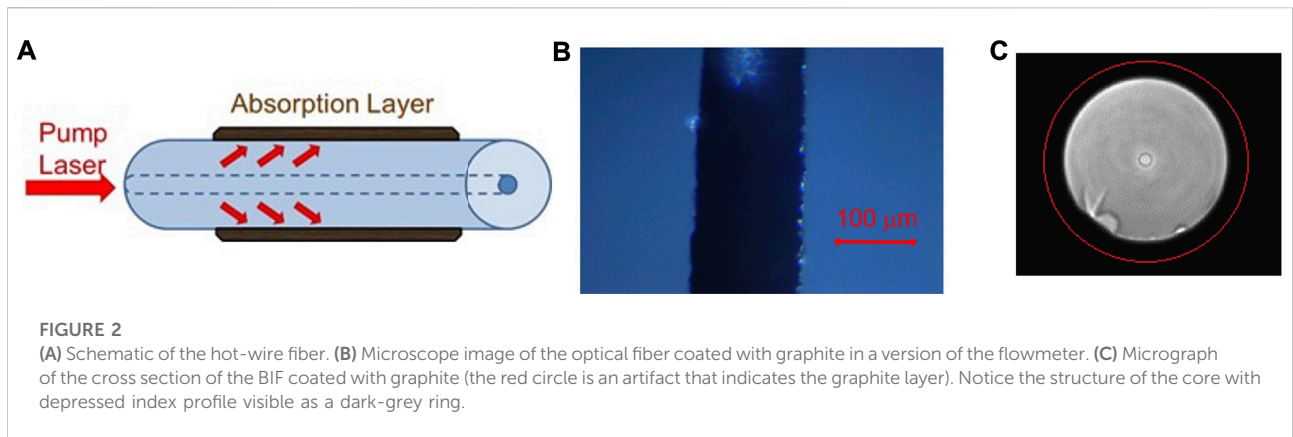 A
Absorption Layer
Pump
Laser
B
100 μm
C
FIGURE 2
(A) Schematic of the hot-wire fiber. (B) Microscope image of the optical fiber coated with graphite in a version of the flowmeter. (C) Micrograph
of the cross section of the BIF coated with graphite (the red circle is an artifact that indicates the graphite layer). Notice the structure of the core with
depressed index profile visible as a dark-grey ring.